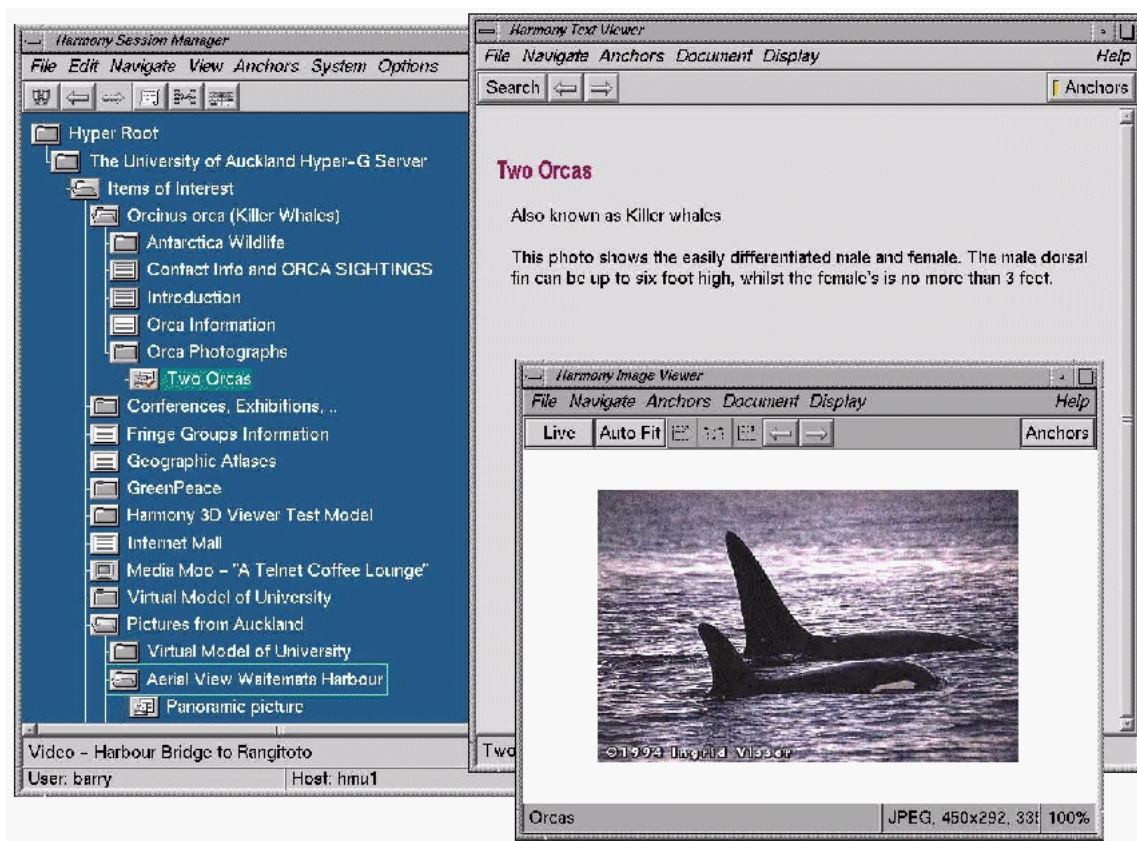 Harmony Session Manager
File Edit Navigate View Anchors System Options
Hyper Root
The University of Auckland Hyper-G Server
Items of Interest
Orcinus orca (Killer Whales)
Antarctica Wildlife
Contact Info and ORCA SIGHTINGS
Introduction
Orca Information
Orca Photographs
Two Orcas
Conferences, Exhibitions, ..
Fringe Groups Information
Geographic Atlases
GreenPeace
Harmony 3D Viewer Test Model
Internet Mall
Media Moo - "A Telnet Coffee Lounge"
Virtual Model of University
Pictures from Auckland
Virtual Model of University
Aerial View Waitemata Harbour
Panoramic picture
Video - Harbour Bridge to Rangitoto
User: barry Host: hmu1
Harmony Text Viewer
File Navigate Anchors Document Display Help
Search Anchors
Two Orcas
Also known as Killer whales
This photo shows the easily differentiated male and female. The male dorsal
fin can be up to six foot high, whilst the female's is no more than 3 feet.
Two
Harmony Image Viewer
File Navigate Anchors Document Display Help
Live Auto Fit Anchors
©1994 Ingrid Visser
Orcas JPEG, 450x292, 33 100%